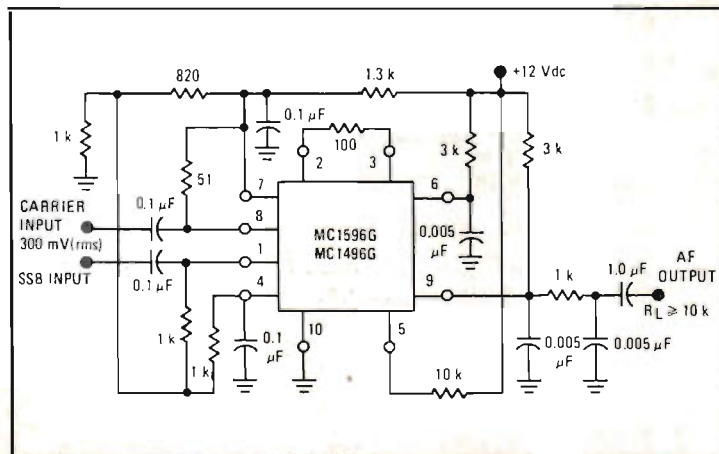 820
1.3 k
+12 Vdc
1 k
0.1 µF
100
2
3
3 k
3 k
51
7
6
CARRIER
INPUT
300 mV(rms)
0.1 µF
8
MC1596G
MC1496G
0.005
µF
SSB INPUT
0.1 µF
1
4
9
1 k
1.0 µF
AF
OUTPUT
R_L ⩾ 10 k
1 k
1 k
0.1
µF
10
5
10 k
0.005
µF
0.005 µF